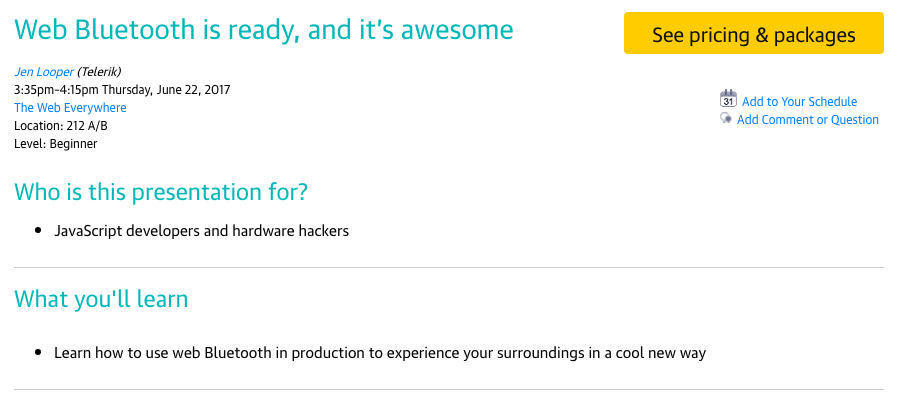 Web Bluetooth is ready, and it’s awesome
See pricing & packages
Jen Looper (Telerik)
3:35pm–4:15pm Thursday, June 22, 2017
The Web Everywhere
Location: 212 A/B
Level: Beginner
31 Add to Your Schedule
Add Comment or Question
Who is this presentation for?
• JavaScript developers and hardware hackers
What you'll learn
• Learn how to use web Bluetooth in production to experience your surroundings in a cool new way